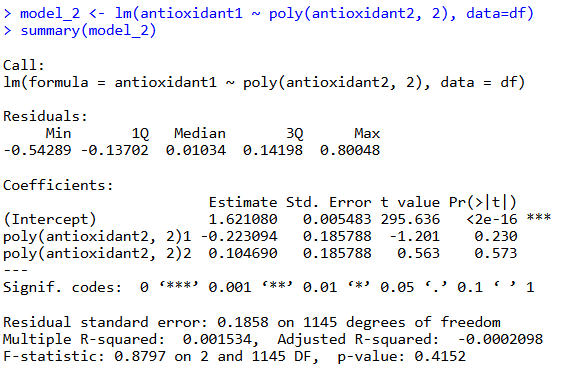 > model_2 <- lm(antioxidant1 ~ poly(antioxidant2, 2), data=df)
> summary(model_2)
Call:
lm(formula = antioxidant1 ~ poly(antioxidant2, 2), data = df)
Residuals:
     Min       1Q   Median       3Q      Max
-0.54289 -0.13702  0.01034  0.14198  0.80048
Coefficients:
                        Estimate Std. Error t value Pr(>|t|)
(Intercept)             1.621080   0.005483 295.636   <2e-16 ***
poly(antioxidant2, 2)1 -0.223094   0.185788  -1.201    0.230
poly(antioxidant2, 2)2  0.104690   0.185788   0.563    0.573
---
Signif. codes:  0 ‘***’ 0.001 ‘**’ 0.01 ‘*’ 0.05 ‘.’ 0.1 ‘ ’ 1
Residual standard error: 0.1858 on 1145 degrees of freedom
Multiple R-squared:  0.001534,	Adjusted R-squared:  -0.0002098
F-statistic: 0.8797 on 2 and 1145 DF,  p-value: 0.4152